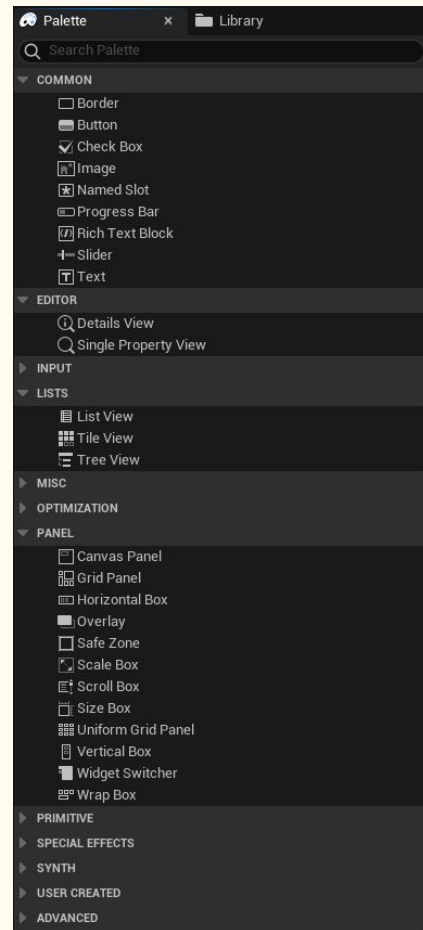 Palette × Library
Search Palette
COMMON
Border
Button
Check Box
Image
Named Slot
Progress Bar
Rich Text Block
Slider
Text
EDITOR
Details View
Single Property View
INPUT
LISTS
List View
Tile View
Tree View
MISC
OPTIMIZATION
PANEL
Canvas Panel
Grid Panel
Horizontal Box
Overlay
Safe Zone
Scale Box
Scroll Box
Size Box
Uniform Grid Panel
Vertical Box
Widget Switcher
Wrap Box
PRIMITIVE
SPECIAL EFFECTS
SYNTH
USER CREATED
ADVANCED